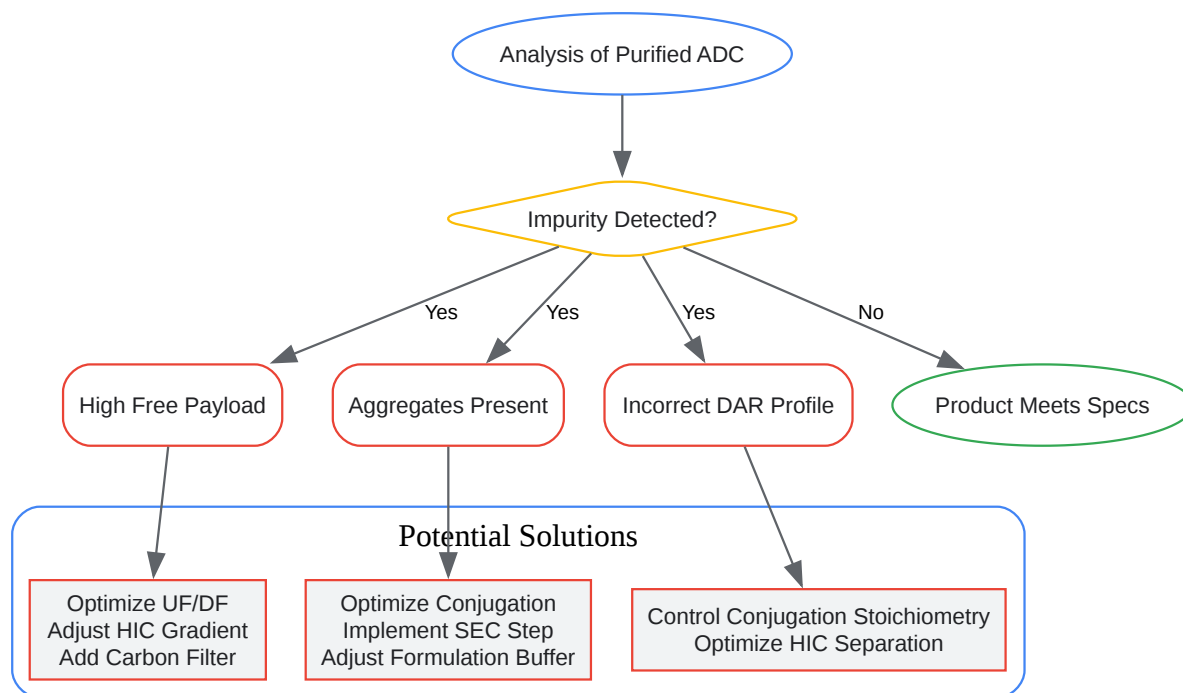 Analysis of Purified ADC
Impurity Detected?
Yes
Yes
Yes
No
High Free Payload
Aggregates Present
Incorrect DAR Profile
Product Meets Specs
Potential Solutions
Optimize UF/DF
Adjust HIC Gradient
Add Carbon Filter
Optimize Conjugation
Implement SEC Step
Adjust Formulation Buffer
Control Conjugation Stoichiometry
Optimize HIC Separation